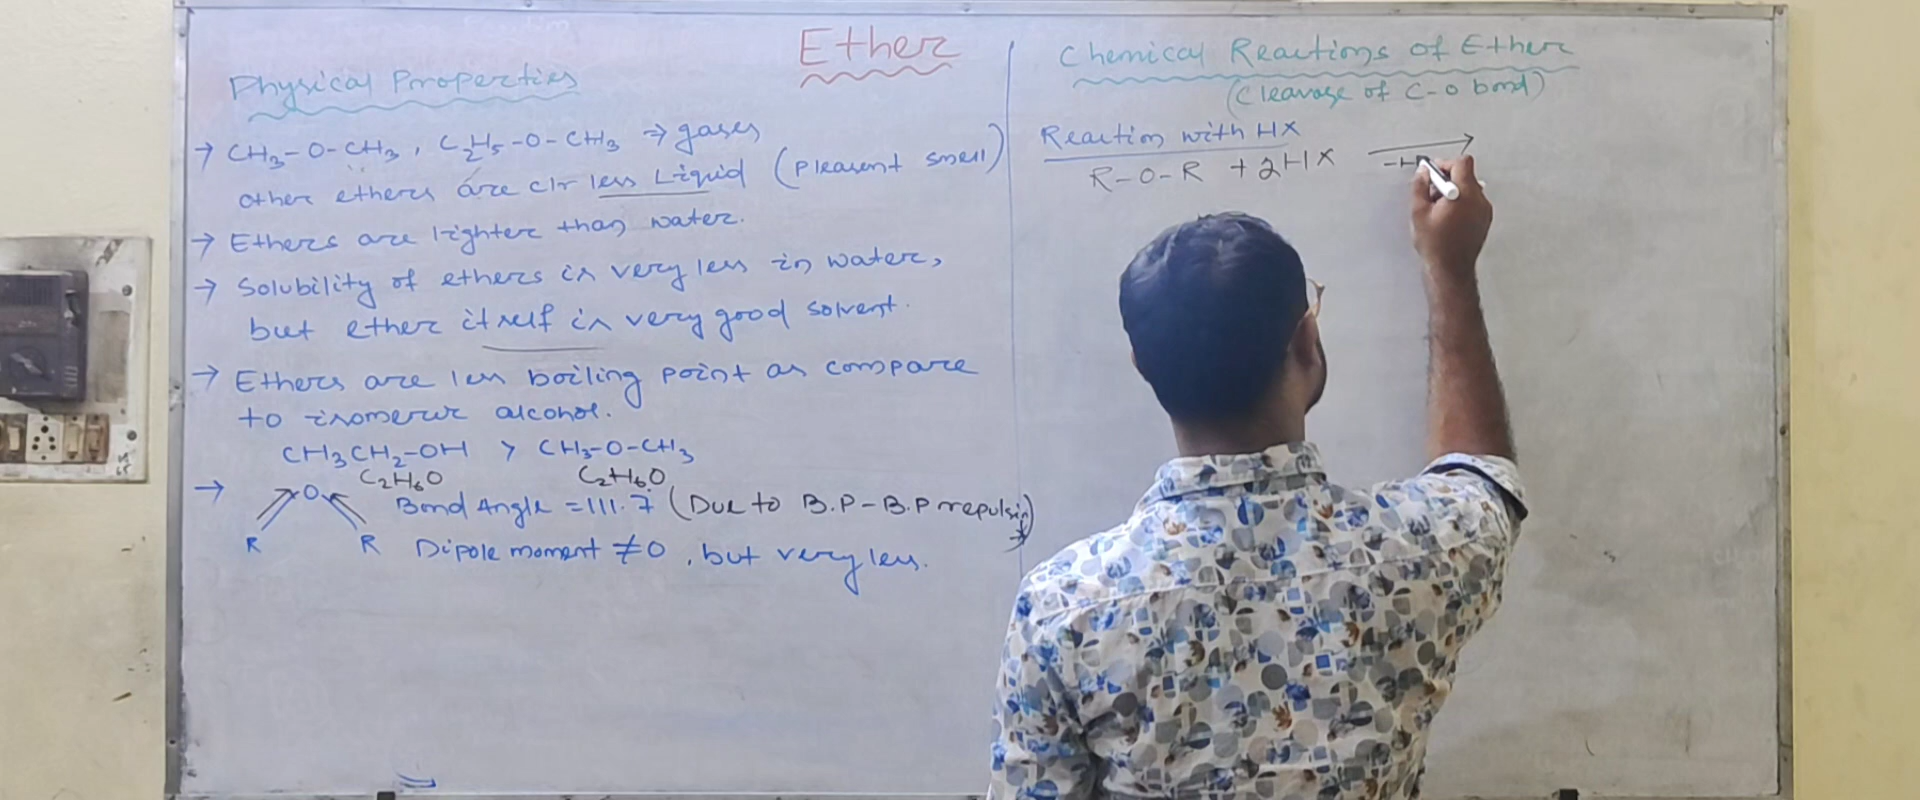 Ether
Physical Properties
→ CH3-O-CH3, C2H5-O-CH3 ⇒ gases
other ethers are clr less Liquid (Pleasent smell)
→ Ethers are lighter than water.
→ Solubility of ethers is very less in water,
but ether itself is very good solvent.
→ Ethers are less boiling point as compare
to isomeric alcohol.
CH3CH2-OH > CH3-O-CH3
C2H6O C2H6O
→ O Bond Angle = 111.7 (Due to B.P-B.P repulsion)
R R Dipole moment ≠ 0, but very less.
Chemical Reactions of Ether
(Cleavage of C-O bond)
Reaction with HX
R-O-R + 2HX →